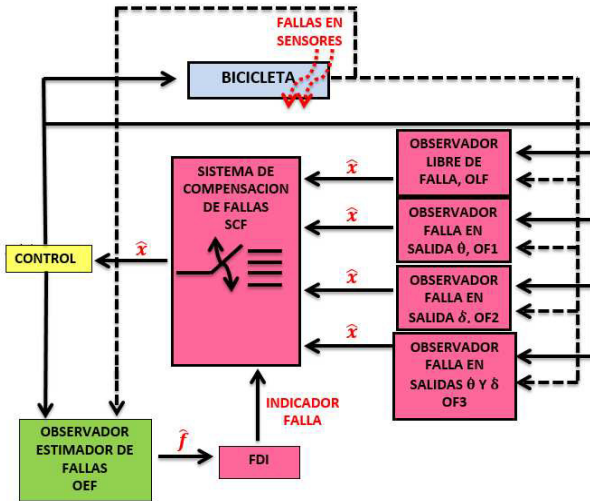 FALLAS EN
SENSORES
BICICLETA
SISTEMA DE
COMPENSACION
DE FALLAS
SCF
x̂
x̂
x̂
x̂
OBSERVADOR
LIBRE DE
FALLA, OLF
OBSERVADOR
FALLA EN
SALIDA θ, OF1
OBSERVADOR
FALLA EN
SALIDA δ, OF2
OBSERVADOR
FALLA EN
SALIDAS θ Y δ
OF3
CONTROL
x̂
INDICADOR
FALLA
OBSERVADOR
ESTIMADOR DE
FALLAS
OEF
f̂
FDI